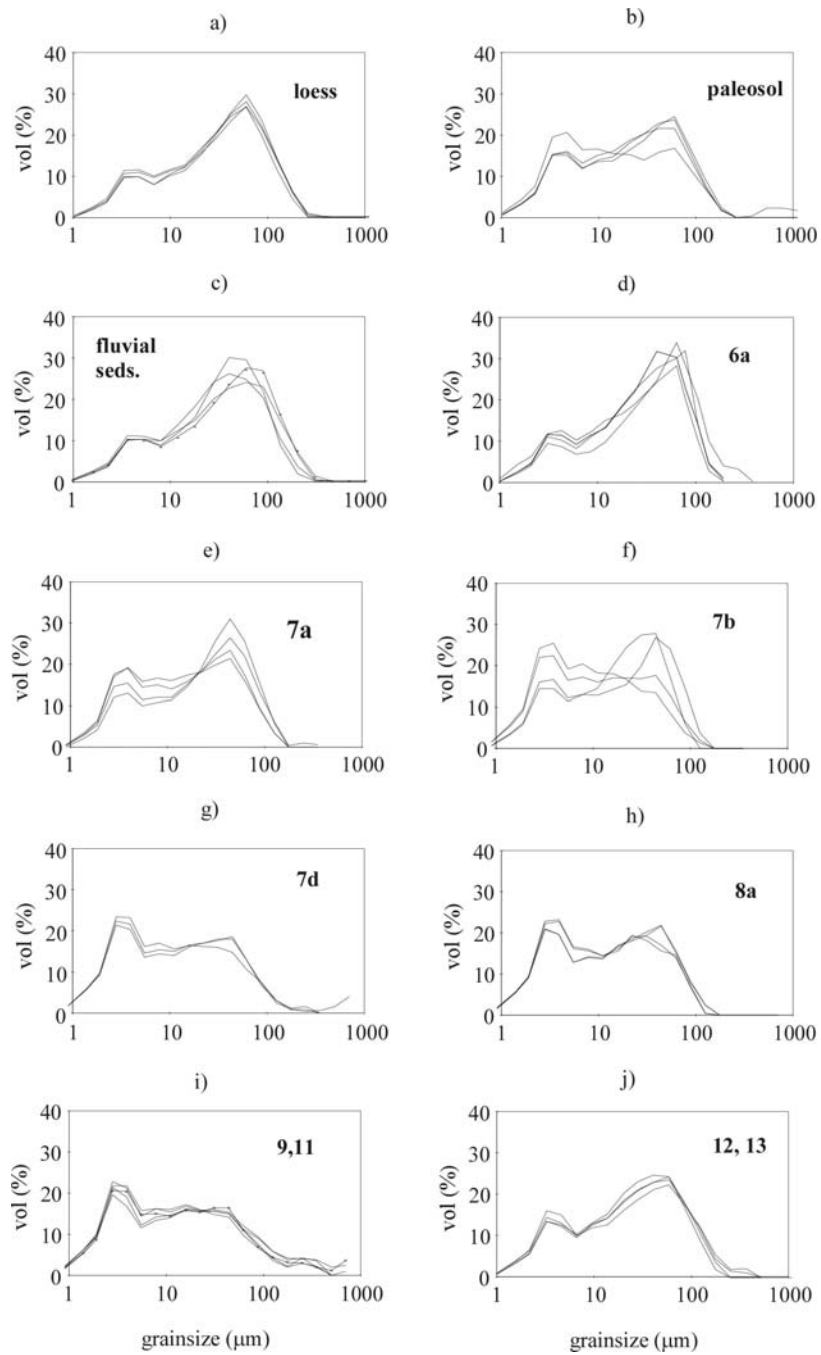 a)
b)
40
30
20
10
0
vol (%)
loess
1
10
100
1000
40
30
20
10
0
vol (%)
paleosol
1
10
100
1000
c)
d)
40
30
20
10
0
vol (%)
fluvial
seds.
1
10
100
1000
40
30
20
10
0
vol (%)
6a
1
10
100
1000
e)
f)
40
30
20
10
0
vol (%)
7a
1
10
100
1000
40
30
20
10
0
vol (%)
7b
1
10
100
1000
g)
h)
40
30
20
10
0
vol (%)
7d
1
10
100
1000
40
30
20
10
0
vol (%)
8a
1
10
100
1000
i)
j)
40
30
20
10
0
vol (%)
9,11
1
10
100
1000
grainsize (μm)
40
30
20
10
0
vol (%)
12, 13
1
10
100
1000
grainsize (μm)